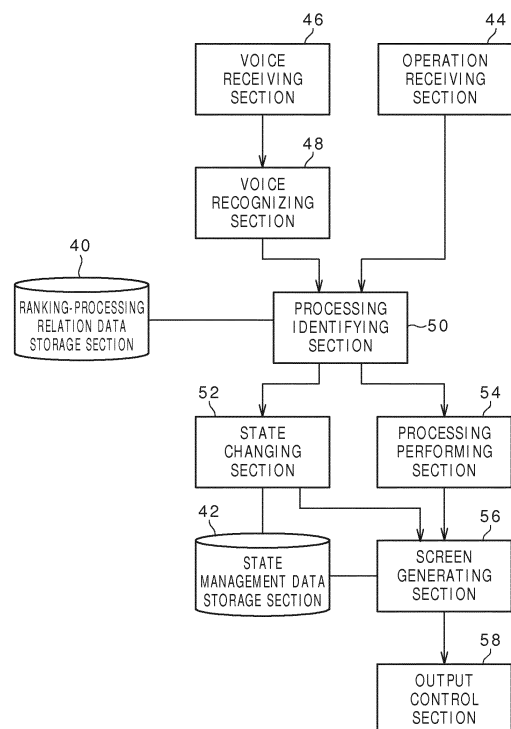 46
VOICE
RECEIVING
SECTION
44
OPERATION
RECEIVING
SECTION
48
VOICE
RECOGNIZING
SECTION
40
RANKING-PROCESSING
RELATION DATA
STORAGE SECTION
PROCESSING
IDENTIFYING
SECTION
50
52
STATE
CHANGING
SECTION
54
PROCESSING
PERFORMING
SECTION
42
STATE
MANAGEMENT DATA
STORAGE SECTION
56
SCREEN
GENERATING
SECTION
58
OUTPUT
CONTROL
SECTION